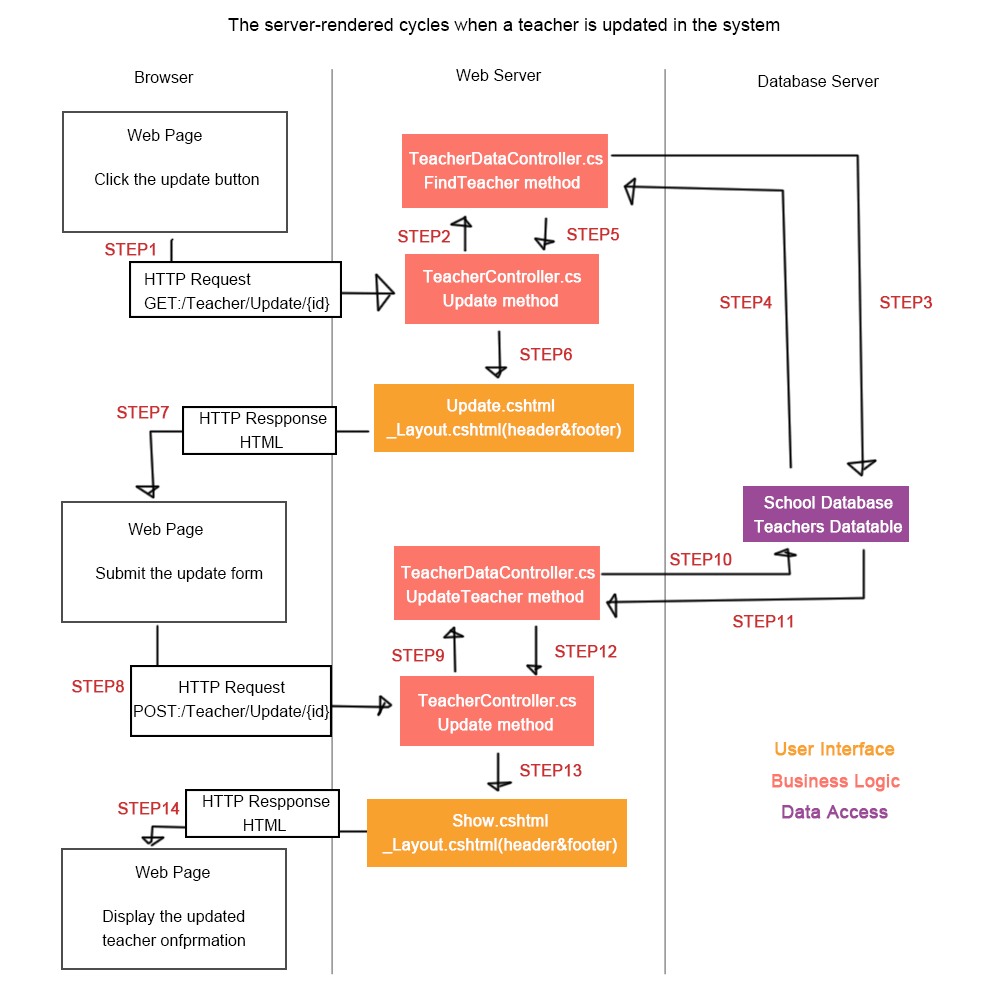 The server-rendered cycles when a teacher is updated in the system
Browser
Web Server
Database Server
Web Page
Click the update button
TeacherDataController.cs
FindTeacher method
STEP1
STEP2
STEP5
HTTP Request
GET:/Teacher/Update/{id}
TeacherController.cs
Update method
STEP4
STEP3
STEP6
STEP7
HTTP Respponse
HTML
Update.cshtml
_Layout.cshtml(header&footer)
School Database
Teachers Datatable
Web Page
Submit the update form
TeacherDataController.cs
UpdateTeacher method
STEP10
STEP11
STEP9
STEP12
STEP8
HTTP Request
POST:/Teacher/Update/{id}
TeacherController.cs
Update method
STEP13
User Interface
Business Logic
Data Access
STEP14
HTTP Respponse
HTML
Show.cshtml
_Layout.cshtml(header&footer)
Web Page
Display the updated
teacher onfprmation